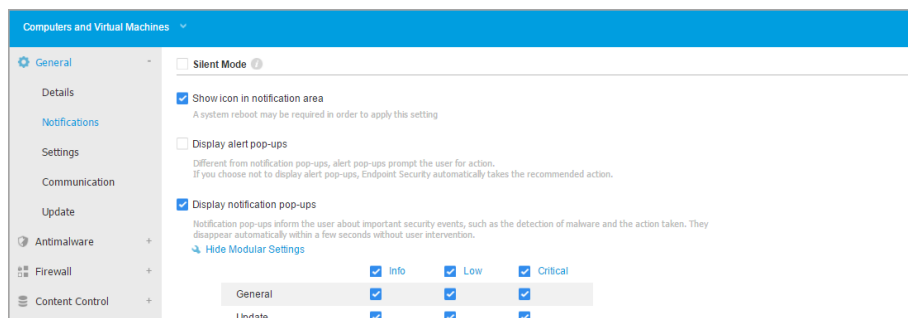 Computers and Virtual Machines
General -
Details
Notifications
Settings
Communication
Update
Antimalware +
Firewall +
Content Control +
Silent Mode i
Show icon in notification area
A system reboot may be required in order to apply this setting
Display alert pop-ups
Different from notification pop-ups, alert pop-ups prompt the user for action.
If you choose not to display alert pop-ups, Endpoint Security automatically takes the recommended action.
Display notification pop-ups
Notification pop-ups inform the user about important security events, such as the detection of malware and the action taken. They
disappear automatically within a few seconds without user intervention.
Hide Modular Settings
Info Low Critical
General
Update